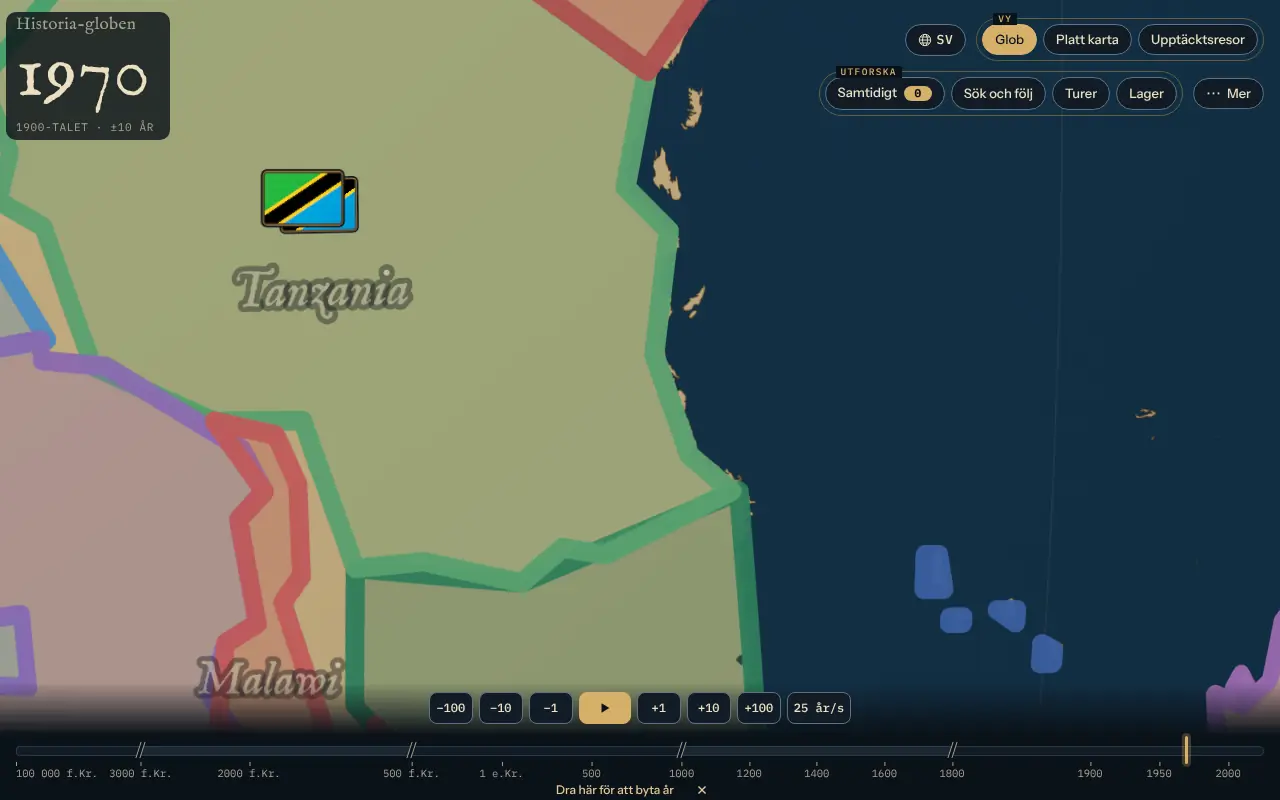 Historia-globen
1970
1900-TALET · ±10 ÅR
SV
VY
Glob
Platt karta
Upptäcktsresor
UTFORSKA
Samtidigt 0
Sök och följ
Turer
Lager
··· Mer
Tanzania
Malawi
−100
−10
−1
+1
+10
+100
25 år/s
100 000 f.Kr.
3000 f.Kr.
2000 f.Kr.
500 f.Kr.
1 e.Kr.
500
1000
1200
1400
1600
1800
1900
1950
2000
Dra här för att byta år ✕